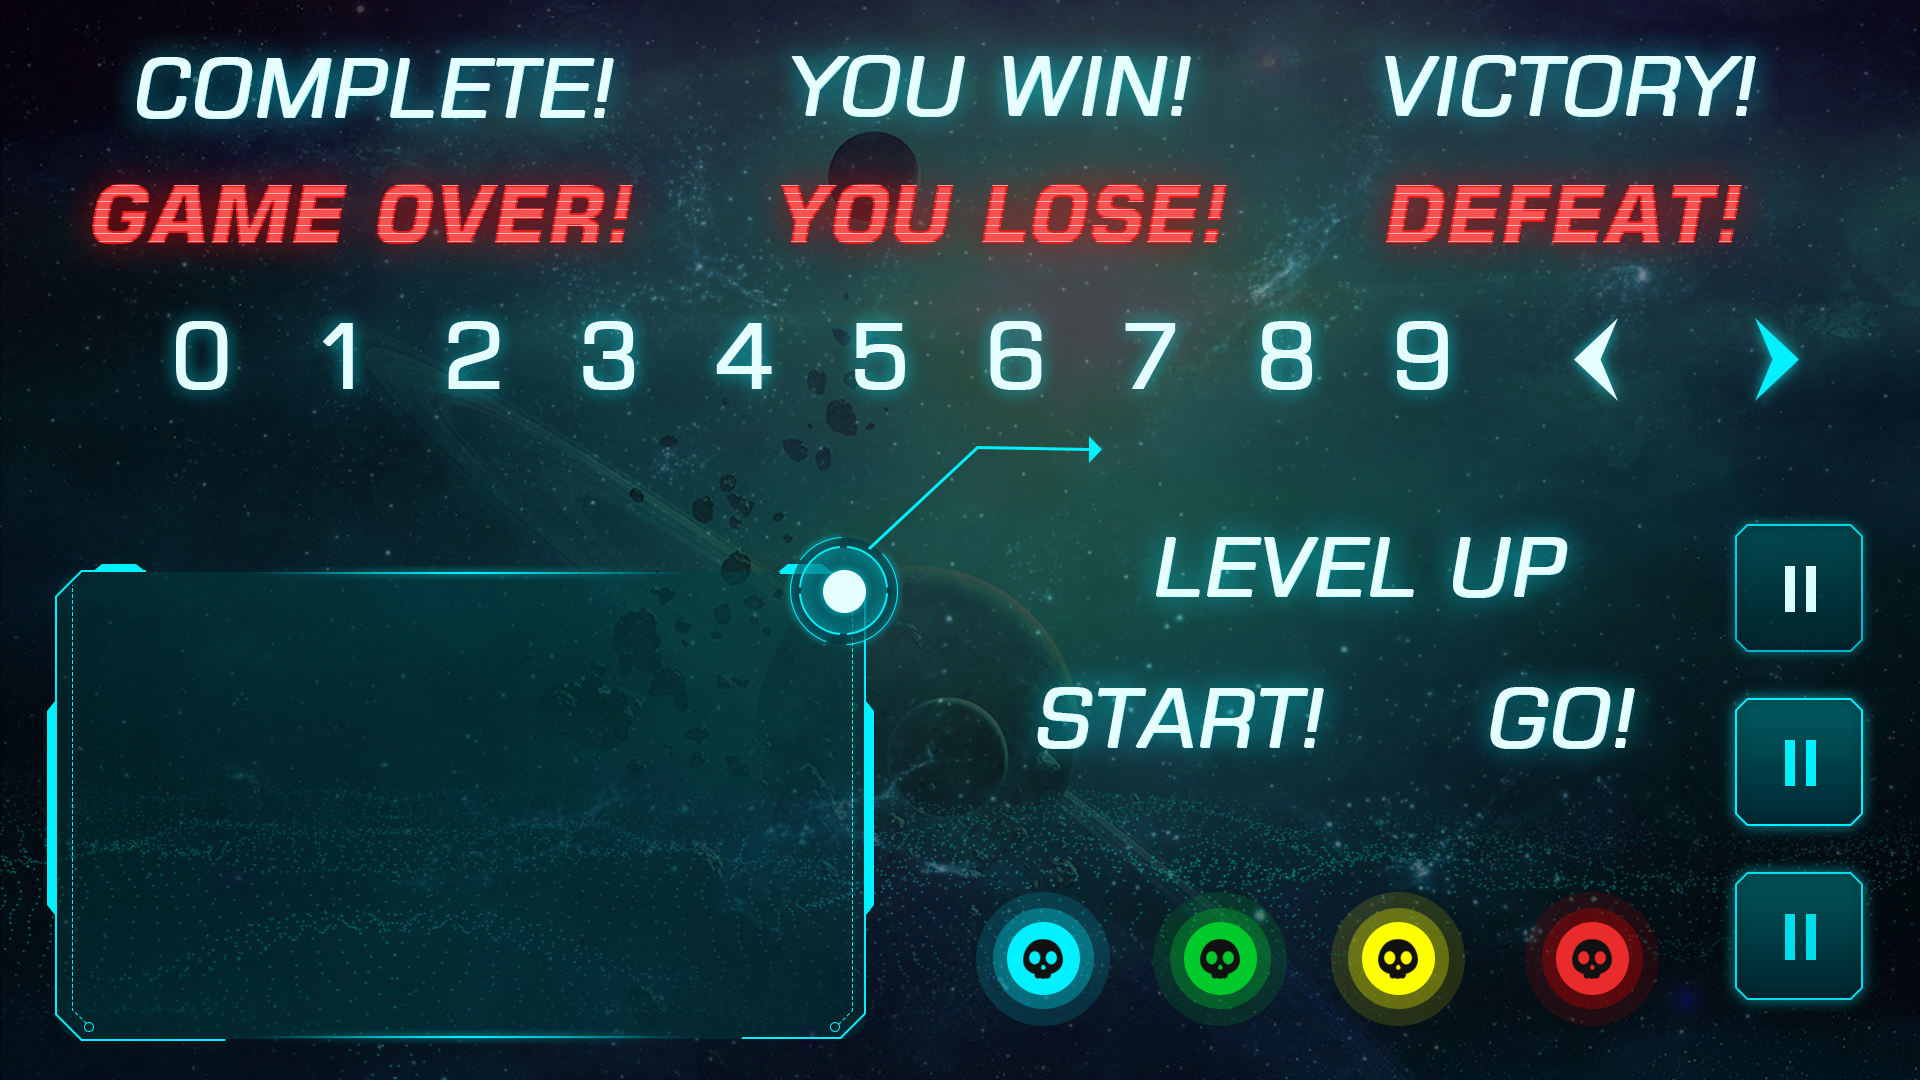 COMPLETE! YOU WIN! VICTORY!
GAME OVER! YOU LOSE! DEFEAT!
0 1 2 3 4 5 6 7 8 9
LEVEL UP
START! GO!